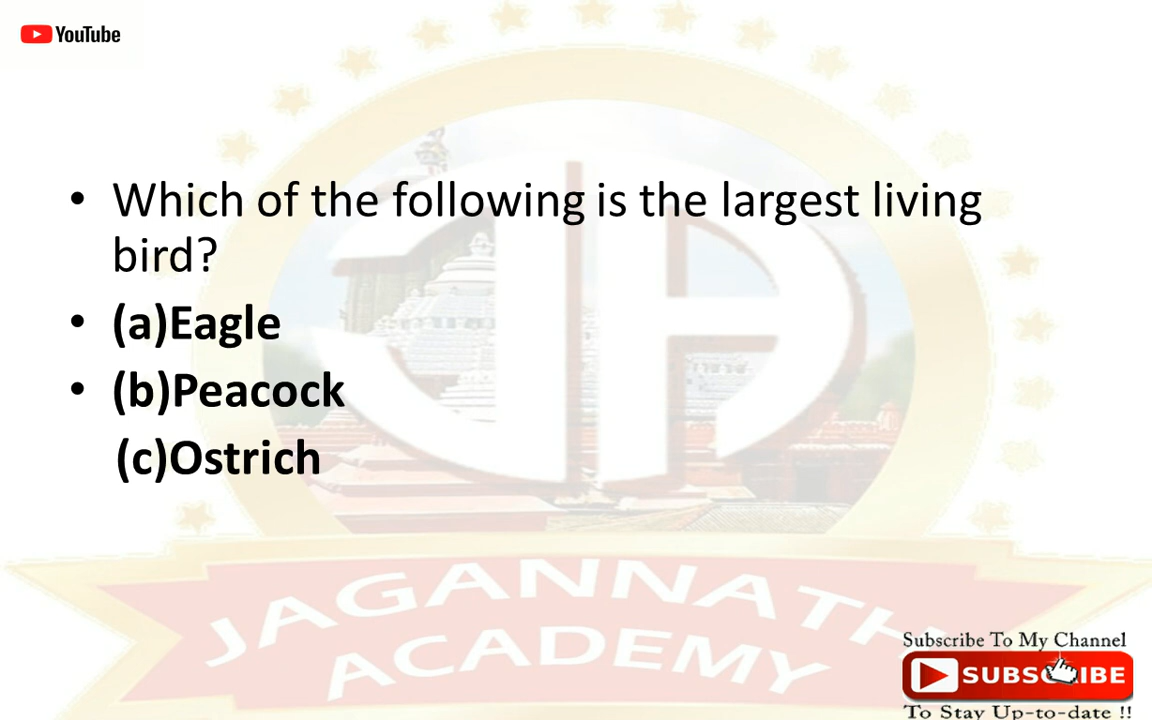 YouTube
• Which of the following is the largest living
bird?
• (a)Eagle
• (b)Peacock
(c)Ostrich
JAGANNATH
ACADEMY
Subscribe To My Channel
SUBSCRIBE
To Stay Up-to-date !!